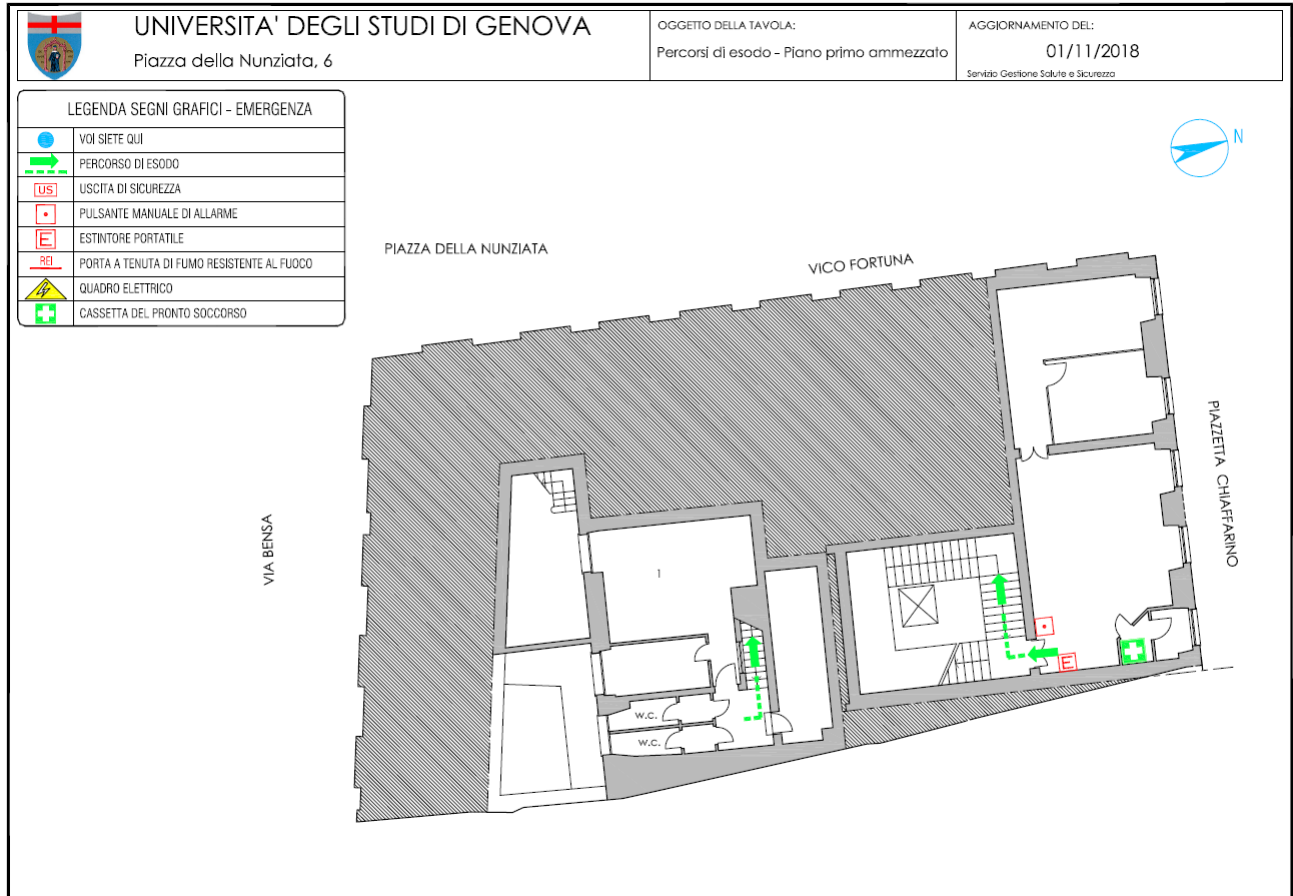 UNIVERSITA' DEGLI STUDI DI GENOVA
Piazza della Nunziata, 6
OGGETTO DELLA TAVOLA:
Percorsi di esodo - Piano primo ammezzato
AGGIORNAMENTO DEL:
01/11/2018
Servizio Gestione Salute e Sicurezza
LEGENDA SEGNI GRAFICI - EMERGENZA
VOI SIETE QUI
PERCORSO DI ESODO
US USCITA DI SICUREZZA
PULSANTE MANUALE DI ALLARME
E ESTINTORE PORTATILE
REI PORTA A TENUTA DI FUMO RESISTENTE AL FUOCO
QUADRO ELETTRICO
CASSETTA DEL PRONTO SOCCORSO
N
PIAZZA DELLA NUNZIATA
VICO FORTUNA
PIAZZETTA CHIAFFARINO
VIA BENSA
1
E
W.C.
W.C.